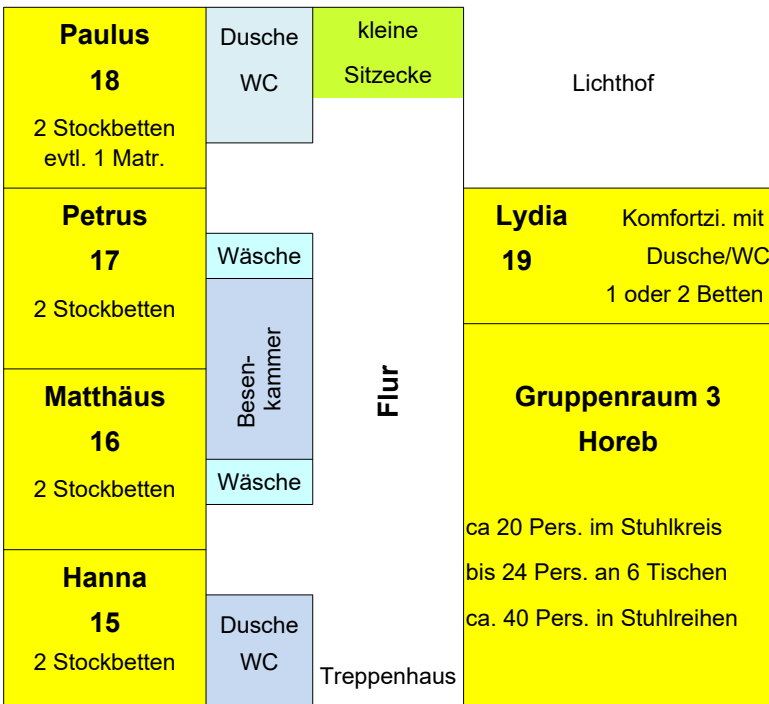 Paulus
18
2 Stockbetten
evtl. 1 Matr.
Dusche
WC
kleine
Sitzecke
Lichthof
Petrus
17
2 Stockbetten
Wäsche
Besen-
kammer
Wäsche
Flur
Lydia
19
Komfortzi. mit
Dusche/WC
1 oder 2 Betten
Matthäus
16
2 Stockbetten
Gruppenraum 3
Horeb
ca 20 Pers. im Stuhlkreis
bis 24 Pers. an 6 Tischen
ca. 40 Pers. in Stuhlreihen
Hanna
15
2 Stockbetten
Dusche
WC
Treppenhaus